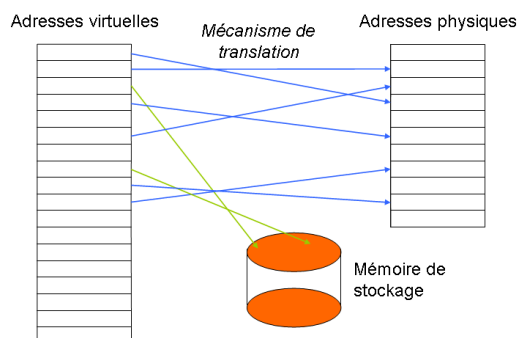 Adresses virtuelles
Mécanisme de
translation
Adresses physiques
Mémoire de
stockage